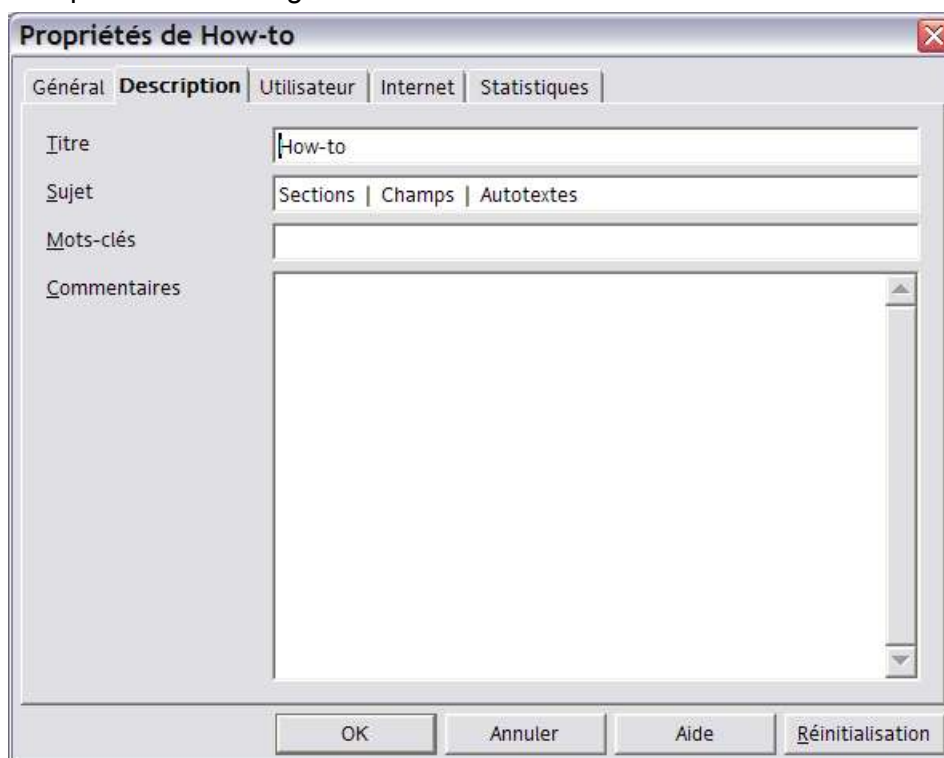 Propriétés de How-to
Général Description Utilisateur Internet Statistiques
Titre How-to
Sujet Sections | Champs | Autotextes
Mots-clés
Commentaires
OK Annuler Aide Réinitialisation